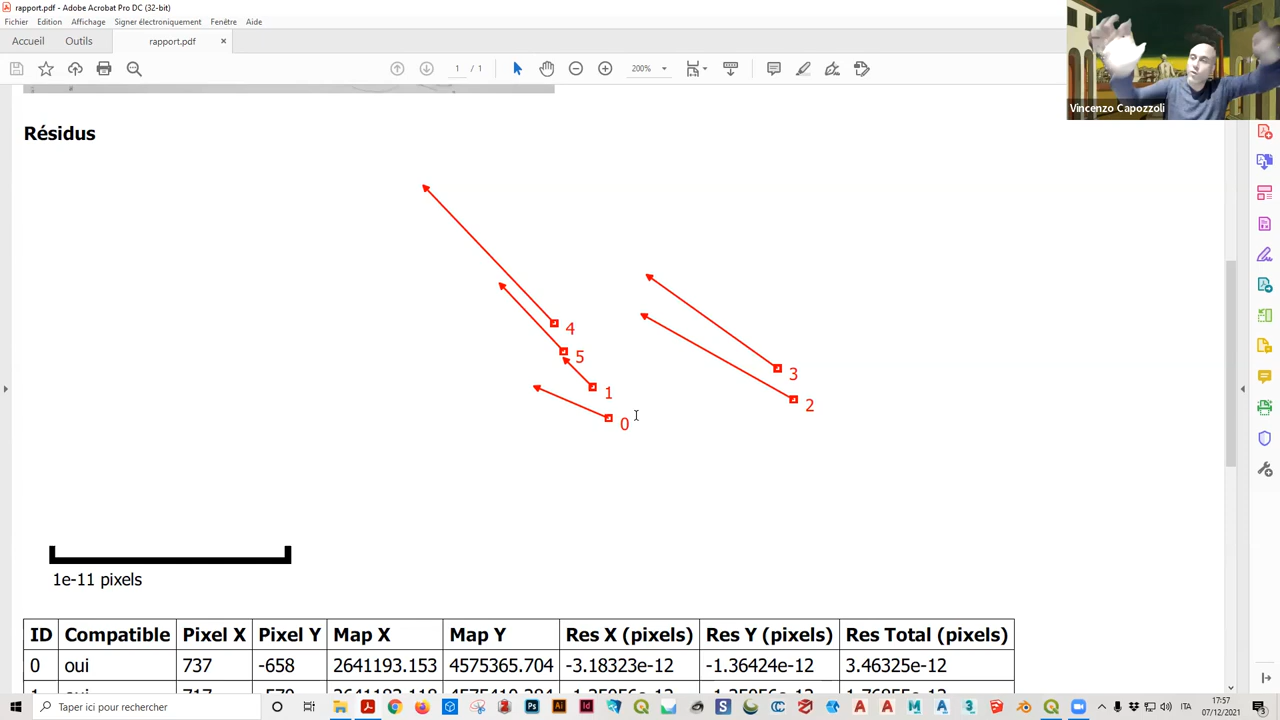 rapport.pdf - Adobe Acrobat Pro DC (32-bit)
Fichier Edition Affichage Signer électroniquement Fenêtre Aide
Accueil Outils rapport.pdf ×
1 / 1 200%
Vincenzo Capozzoli
Résidus
4
5
3
1
2
0
1e-11 pixels
ID Compatible Pixel X Pixel Y Map X Map Y Res X (pixels) Res Y (pixels) Res Total (pixels)
0 oui 737 -658 2641193.153 4575365.704 -3.18323e-12 -1.36424e-12 3.46325e-12
Taper ici pour rechercher
ITA
17:57
07/12/2021